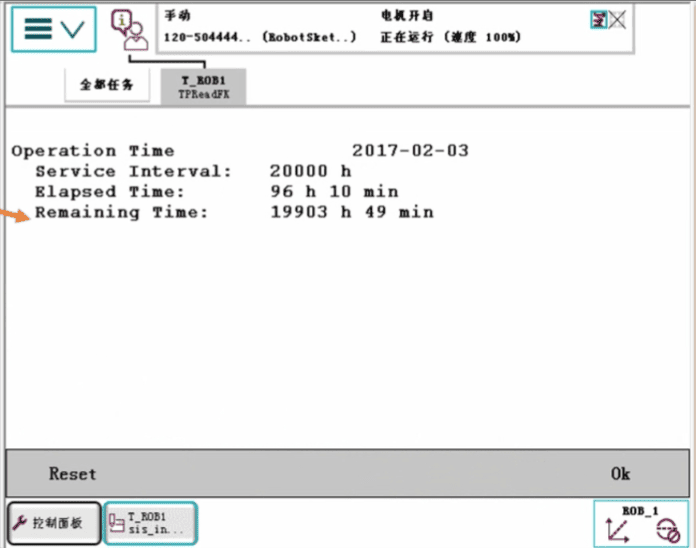 手动
电机开启
120-504444.. (RobotSket..)
正在运行 (速度 100%)
全部任务
T_ROB1
TPReadFK
Operation Time 2017-02-03
Service Interval: 20000 h
Elapsed Time: 96 h 10 min
Remaining Time: 19903 h 49 min
Reset
Ok
控制面板
T_ROB1
sis_in...
ROB_1